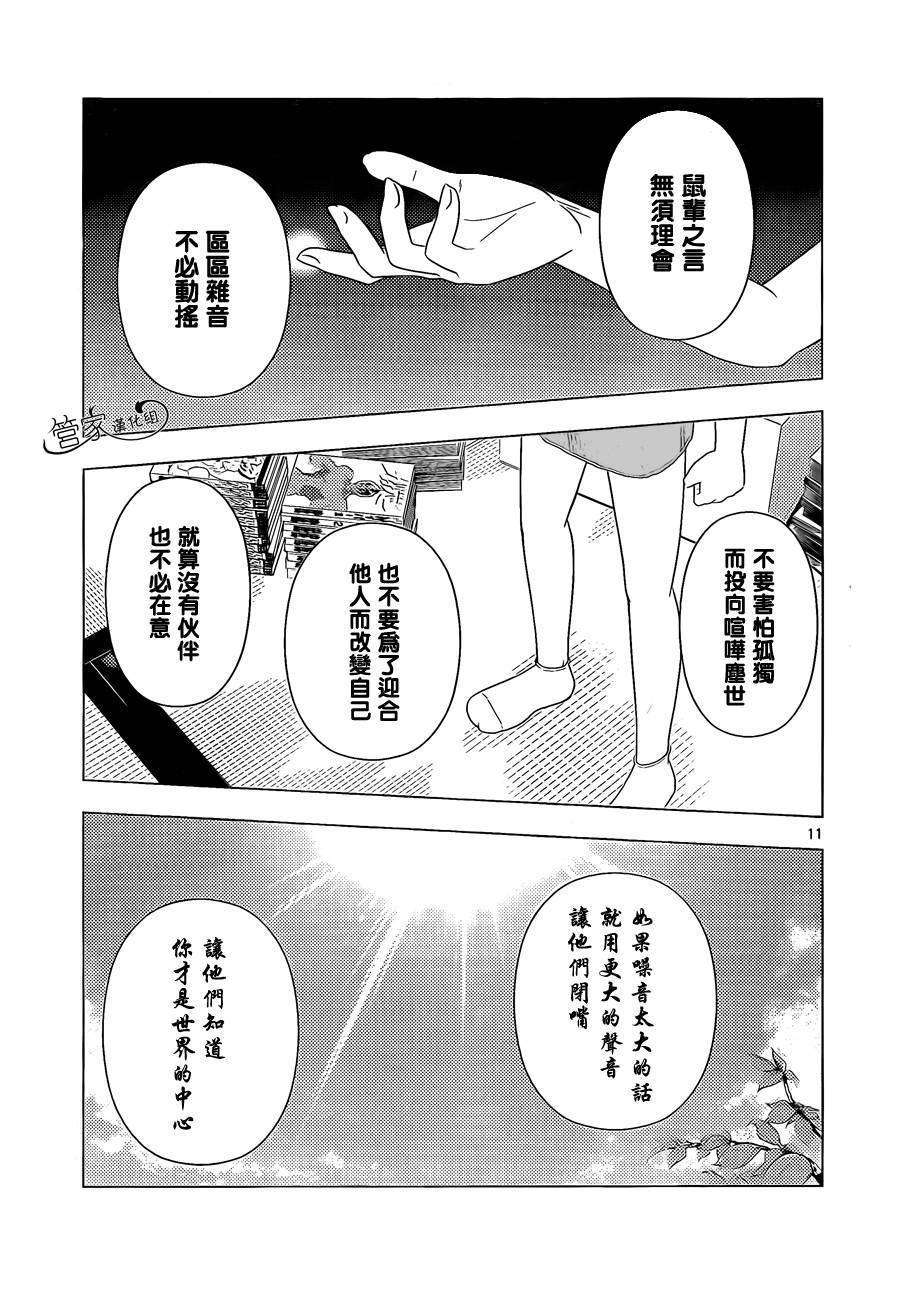 鼠輩之言
無須理會
區區雜音
不必動搖
管家
漢化組
不要害怕孤獨
而投向喧嘩塵世
也不要為了迎合
他人而改變自己
就算沒有伙伴
也不必在意
11
如果噪音太大的話
就用更大的聲音
讓他們閉嘴
讓他們知道
你才是世界的中心